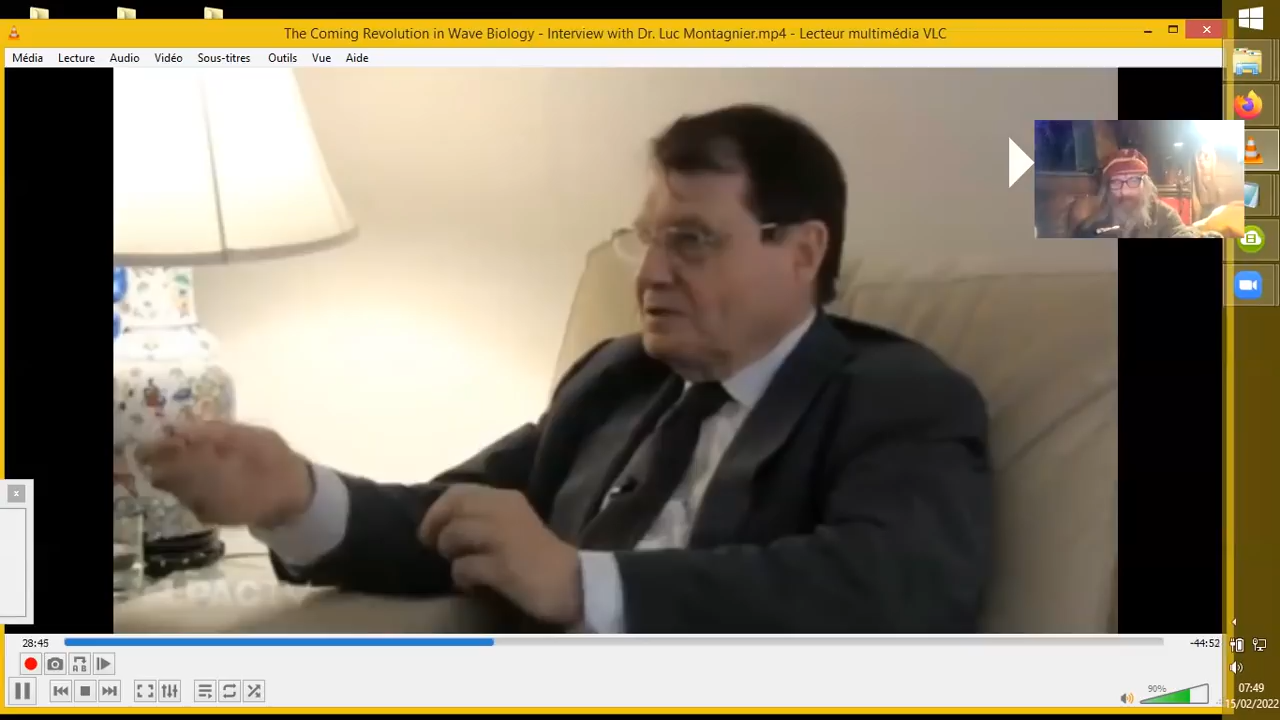 The Coming Revolution in Wave Biology - Interview with Dr. Luc Montagnier.mp4 - Lecteur multimédia VLC
Média Lecture Audio Vidéo Sous-titres Outils Vue Aide
LPACTV
28:45 -44:52
90%
07:49
15/02/2022